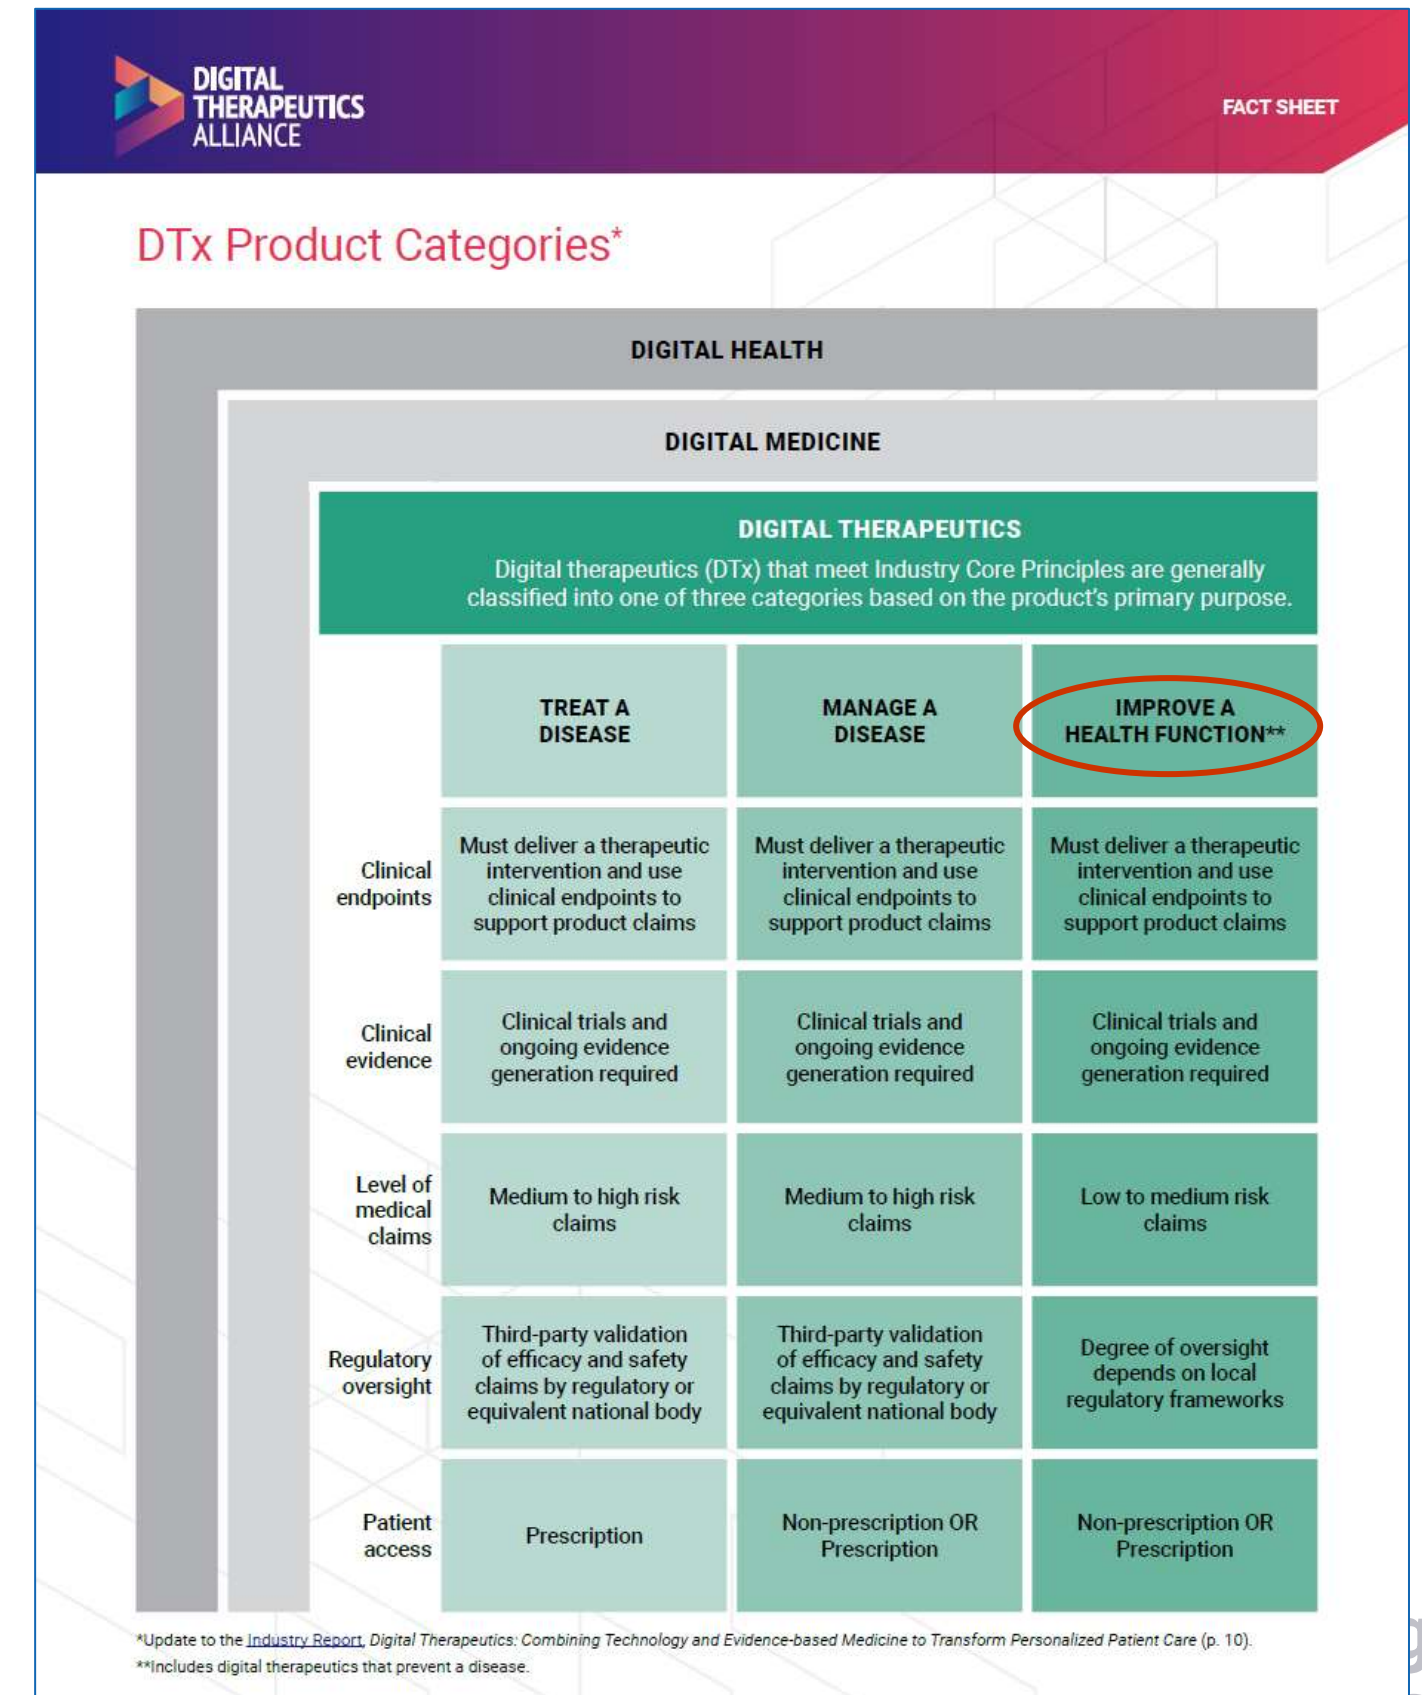 DIGITAL
THERAPEUTICS
ALLIANCE
FACT SHEET
DTx Product Categories*
DIGITAL HEALTH
DIGITAL MEDICINE
DIGITAL THERAPEUTICS
Digital therapeutics (DTx) that meet Industry Core Principles are generally
classified into one of three categories based on the product's primary purpose.
TREAT A
DISEASE
MANAGE A
DISEASE
IMPROVE A
HEALTH FUNCTION**
Clinical
endpoints
Must deliver a therapeutic
intervention and use
clinical endpoints to
support product claims
Must deliver a therapeutic
intervention and use
clinical endpoints to
support product claims
Must deliver a therapeutic
intervention and use
clinical endpoints to
support product claims
Clinical
evidence
Clinical trials and
ongoing evidence
generation required
Clinical trials and
ongoing evidence
generation required
Clinical trials and
ongoing evidence
generation required
Level of
medical
claims
Medium to high risk
claims
Medium to high risk
claims
Low to medium risk
claims
Regulatory
oversight
Third-party validation
of efficacy and safety
claims by regulatory or
equivalent national body
Third-party validation
of efficacy and safety
claims by regulatory or
equivalent national body
Degree of oversight
depends on local
regulatory frameworks
Patient
access
Prescription
Non-prescription OR
Prescription
Non-prescription OR
Prescription
*Update to the Industry Report, Digital Therapeutics: Combining Technology and Evidence-based Medicine to Transform Personalized Patient Care (p. 10).
**Includes digital therapeutics that prevent a disease.